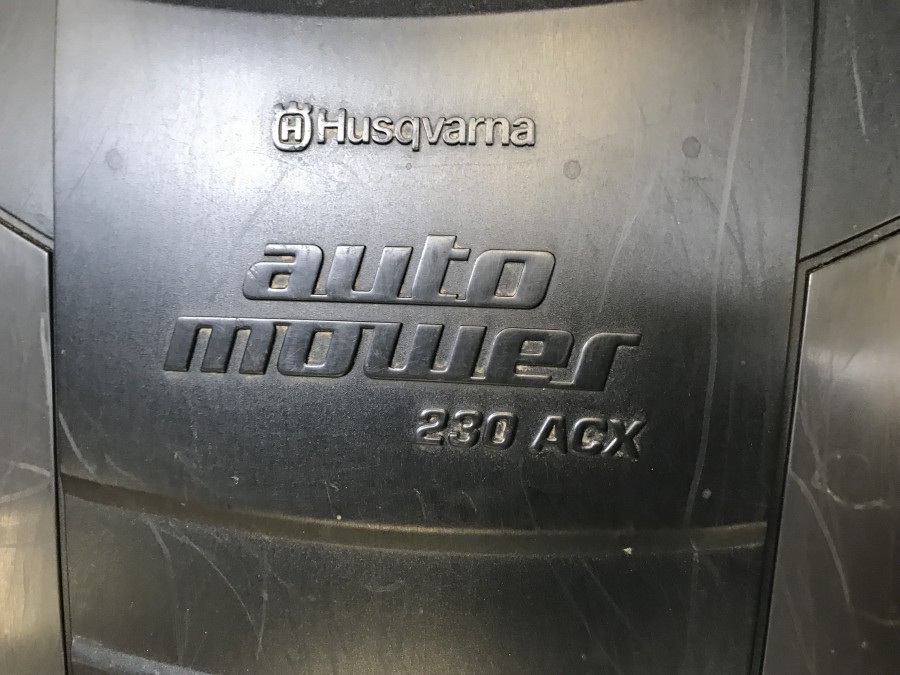 H Husqvarna
auto
mower
230 ACX